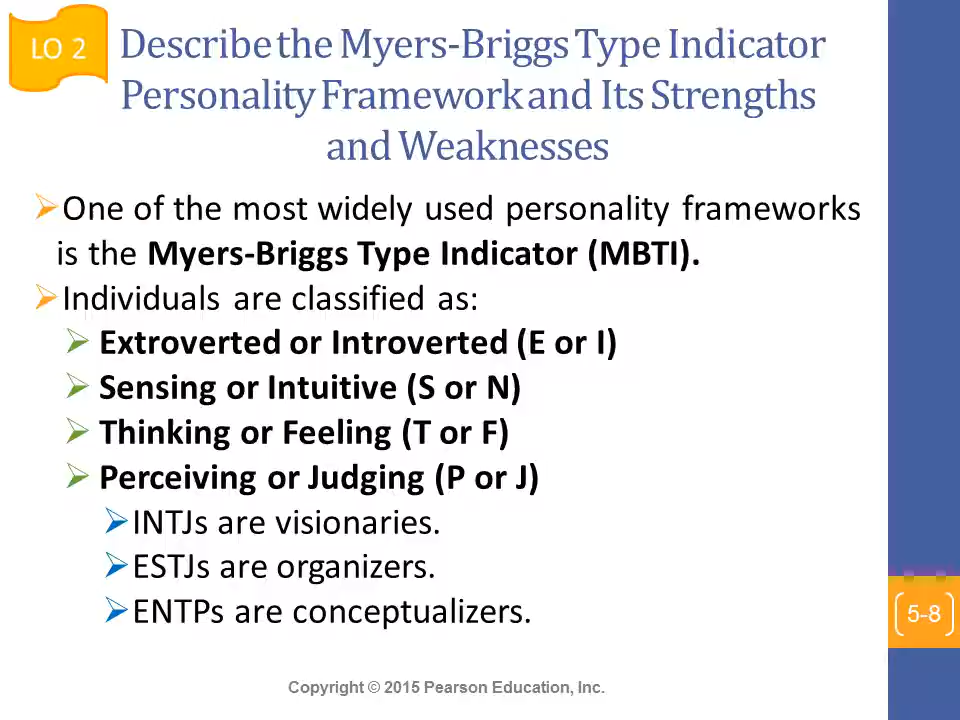 LO 2
Describe the Myers-Briggs Type Indicator
Personality Framework and Its Strengths
and Weaknesses
One of the most widely used personality frameworks
is the Myers-Briggs Type Indicator (MBTI).
Individuals are classified as:
Extroverted or Introverted (E or I)
Sensing or Intuitive (S or N)
Thinking or Feeling (T or F)
Perceiving or Judging (P or J)
INTJs are visionaries.
ESTJs are organizers.
ENTPs are conceptualizers.
5-8
Copyright © 2015 Pearson Education, Inc.